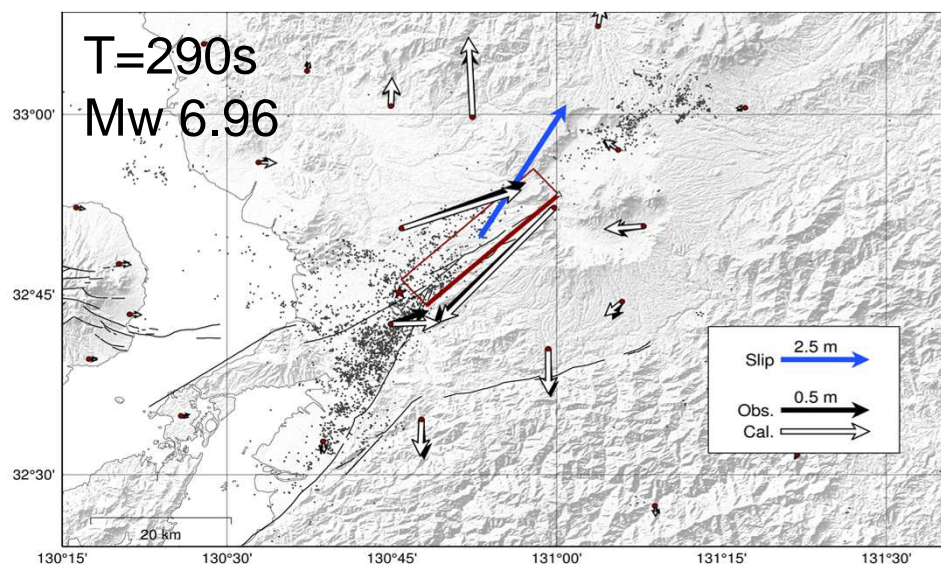 T=290s
Mw 6.96
33°00'
32°45'
32°30'
2.5 m
Slip
0.5 m
Obs.
Cal.
20 km
130°15' 130°30' 130°45' 131°00' 131°15' 131°30'